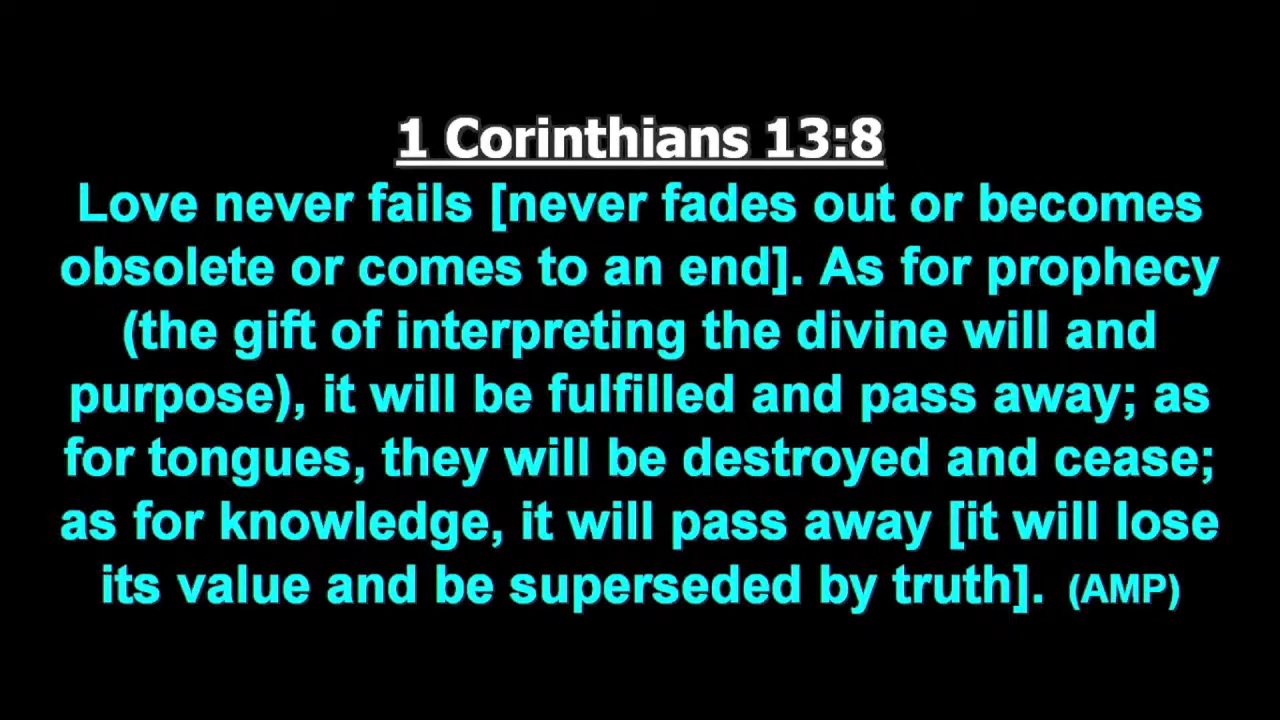 1 Corinthians 13:8
Love never fails [never fades out or becomes
obsolete or comes to an end]. As for prophecy
(the gift of interpreting the divine will and
purpose), it will be fulfilled and pass away; as
for tongues, they will be destroyed and cease;
as for knowledge, it will pass away [it will lose
its value and be superseded by truth]. (AMP)